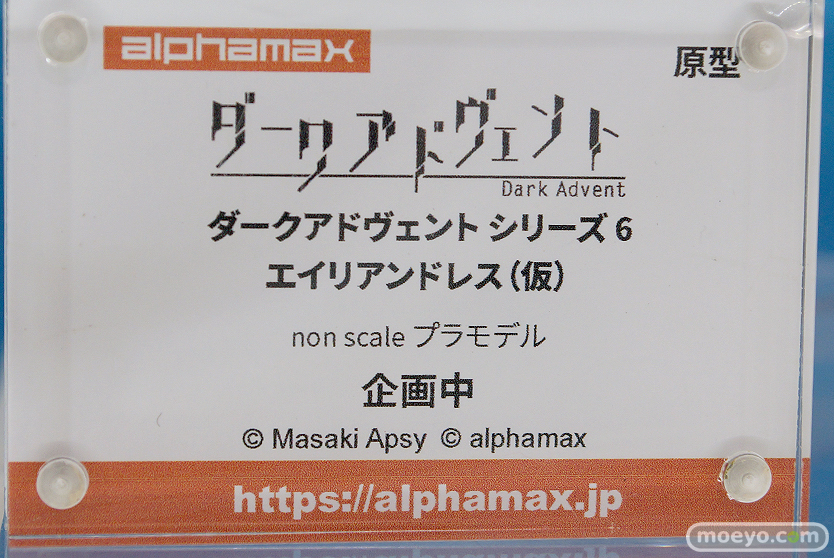 alphamax
原型
ダークアドヴェント
Dark Advent
ダークアドヴェント シリーズ 6
エイリアンドレス(仮)
non scale プラモデル
企画中
© Masaki Apsy © alphamax
https://alphamax.jp
moeyo.com